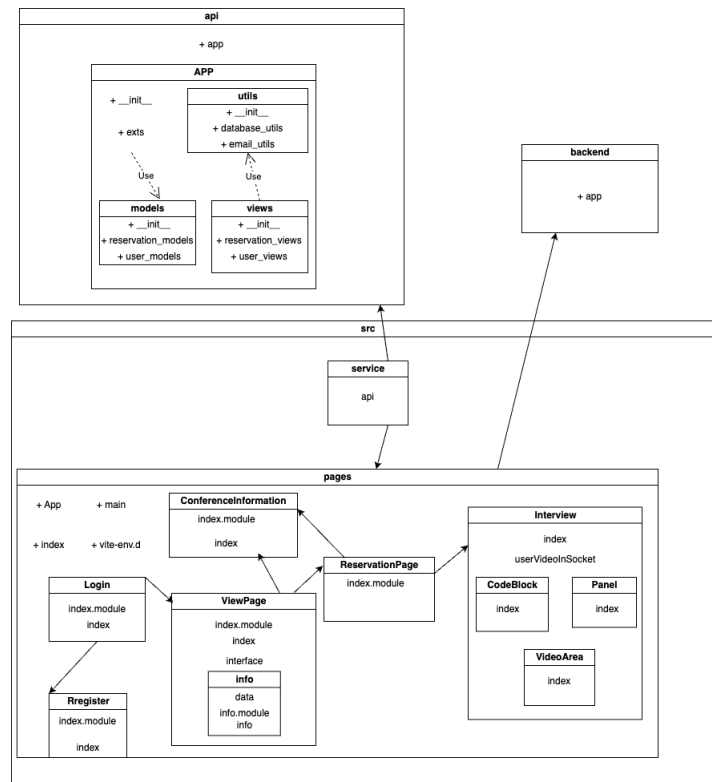 api
+ app
APP
+ __init__
+ exts
utils
+ __init__
+ database_utils
+ email_utils
Use
Use
models
+ __init__
+ reservation_models
+ user_models
views
+ __init__
+ reservation_views
+ user_views
backend
+ app
src
service
api
pages
+ App
+ main
+ index
+ vite-env.d
ConferenceInformation
index.module
index
Login
index.module
index
Rregister
index.module
index
ViewPage
index.module
index
interface
info
data
info.module
info
ReservationPage
index.module
Interview
index
userVideoInSocket
CodeBlock
index
Panel
index
VideoArea
index